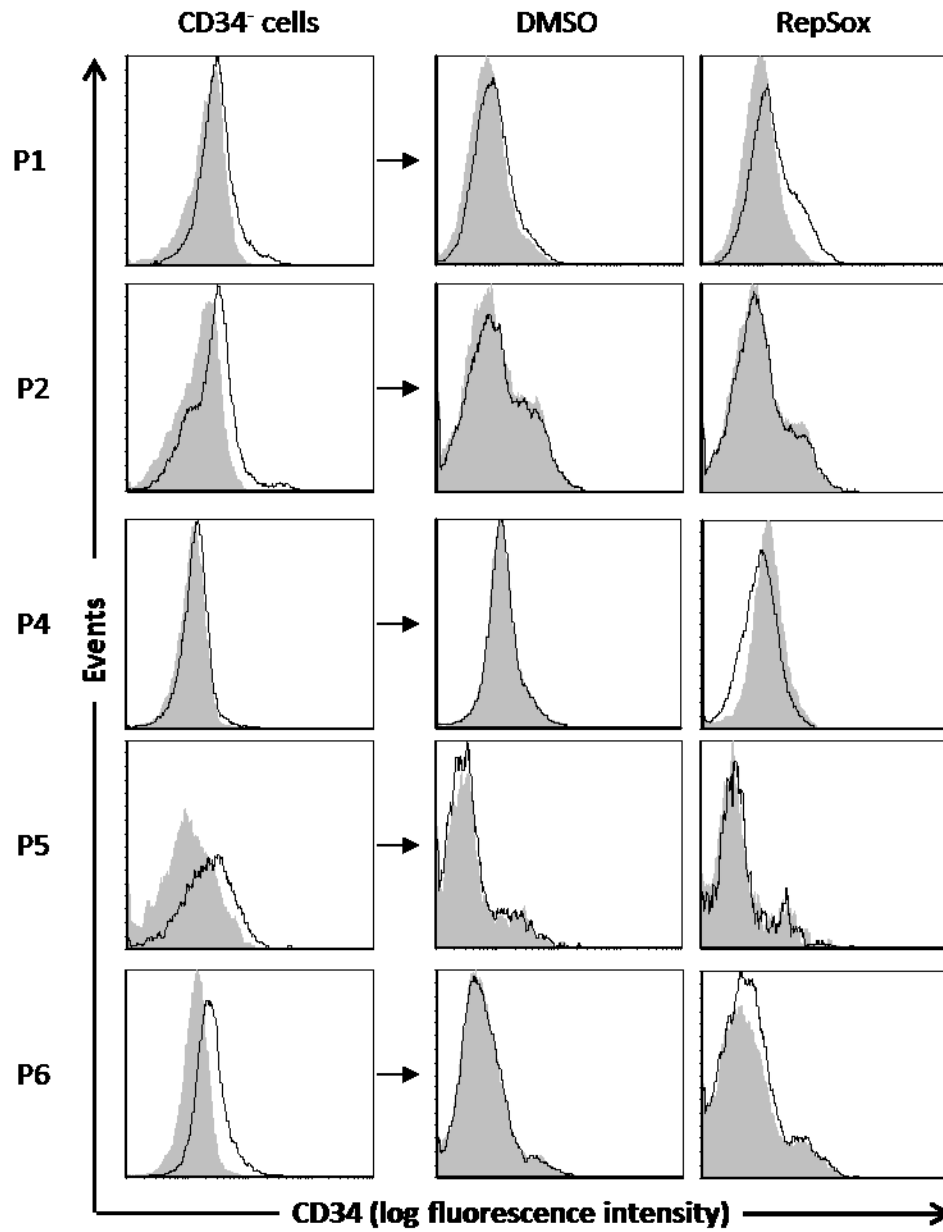 CD34⁻ cells DMSO RepSox
P1
P2
P4
P5
P6
Events
CD34 (log fluorescence intensity)